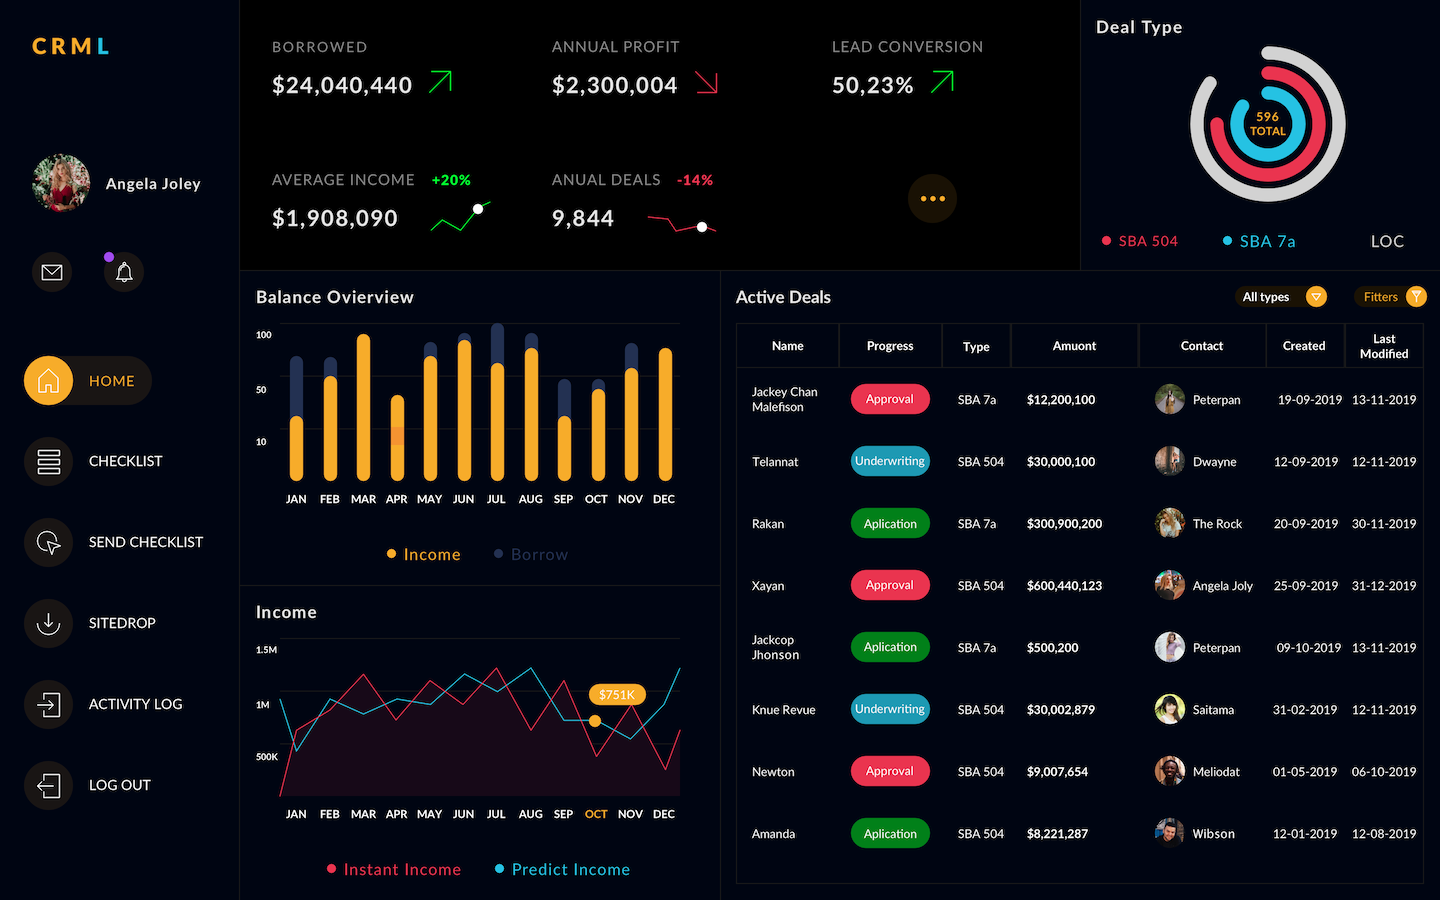 CRML
Angela Joley
HOME
CHECKLIST
SEND CHECKLIST
SITEDROP
ACTIVITY LOG
LOG OUT
BORROWED
$24,040,440
ANNUAL PROFIT
$2,300,004
LEAD CONVERSION
50,23%
AVERAGE INCOME +20%
$1,908,090
ANUAL DEALS -14%
9,844
Deal Type
596
TOTAL
SBA 504 SBA 7a LOC
Balance Ovierview
100
50
10
JAN FEB MAR APR MAY JUN JUL AUG SEP OCT NOV DEC
Income Borrow
Income
1.5M
1M
500K
$751K
JAN FEB MAR APR MAY JUN JUL AUG SEP OCT NOV DEC
Instant Income Predict Income
Active Deals All types Fitters
Name Progress Type Amuont Contact Created Last
Modified
Jackey Chan
Malefison Approval SBA 7a $12,200,100 Peterpan 19-09-2019 13-11-2019
Telannat Underwriting SBA 504 $30,000,100 Dwayne 12-09-2019 12-11-2019
Rakan Aplication SBA 7a $300,900,200 The Rock 20-09-2019 30-11-2019
Xayan Approval SBA 504 $600,440,123 Angela Joly 25-09-2019 31-12-2019
Jackcop
Jhonson Aplication SBA 7a $500,200 Peterpan 09-10-2019 13-11-2019
Knue Revue Underwriting SBA 504 $30,002,879 Saitama 31-02-2019 12-11-2019
Newton Approval SBA 504 $9,007,654 Meliodat 01-05-2019 06-10-2019
Amanda Aplication SBA 504 $8,221,287 Wibson 12-01-2019 12-08-2019